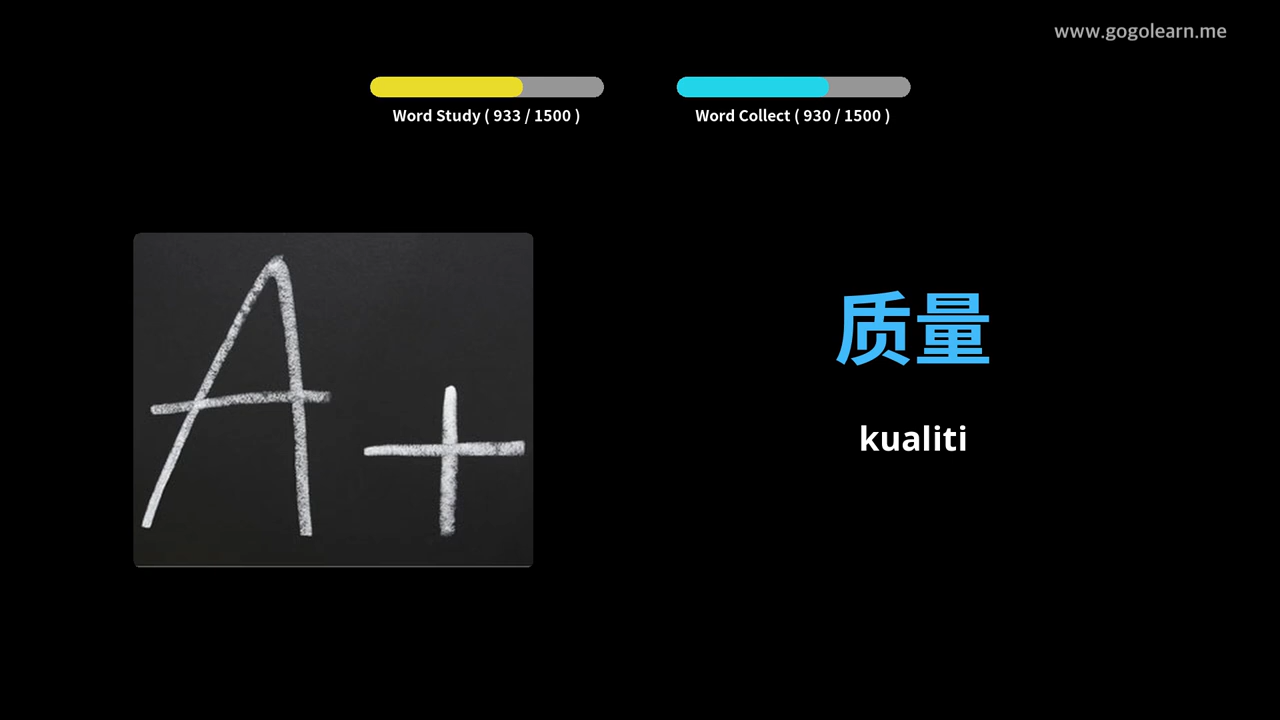 www.gogolearn.me
Word Study ( 933 / 1500 )
Word Collect ( 930 / 1500 )
A+
质量
kualiti